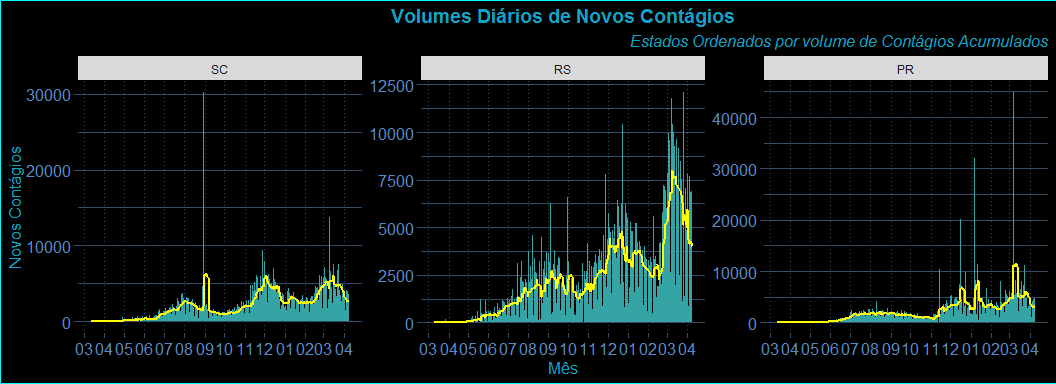 Volumes Diários de Novos Contágios
Estados Ordenados por volume de Contágios Acumulados
SC
RS
PR
Novos Contágios
30000
20000
10000
0
12500
10000
7500
5000
2500
0
40000
30000
20000
10000
0
03 04 05 06 07 08 09 10 11 12 01 02 03 04
03 04 05 06 07 08 09 10 11 12 01 02 03 04
03 04 05 06 07 08 09 10 11 12 01 02 03 04
Mês